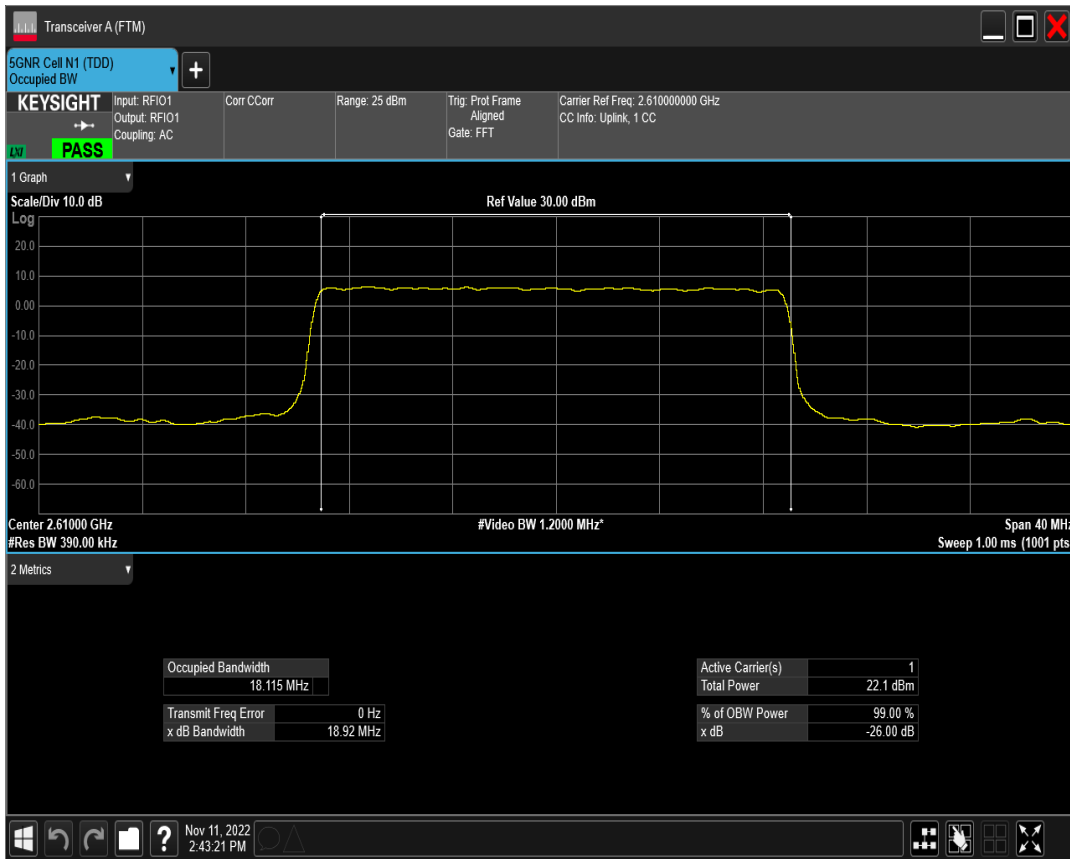 Transceiver A (FTM)
5GNR Cell N1 (TDD)
Occupied BW
KEYSIGHT
LXI
PASS
Input: RFIO1
Output: RFIO1
Coupling: AC
Corr CCorr
Range: 25 dBm
Trig: Prot Frame
Aligned
Gate: FFT
Carrier Ref Freq: 2.610000000 GHz
CC Info: Uplink, 1 CC
1 Graph
Scale/Div 10.0 dB
Ref Value 30.00 dBm
Log
20.0
10.0
0.00
-10.0
-20.0
-30.0
-40.0
-50.0
-60.0
Center 2.61000 GHz
#Video BW 1.2000 MHz*
Span 40 MHz
#Res BW 390.00 kHz
Sweep 1.00 ms (1001 pts
2 Metrics
Occupied Bandwidth
18.115 MHz
Transmit Freq Error 0 Hz
x dB Bandwidth 18.92 MHz
Active Carrier(s) 1
Total Power 22.1 dBm
% of OBW Power 99.00 %
x dB -26.00 dB
Nov 11, 2022
2:43:21 PM